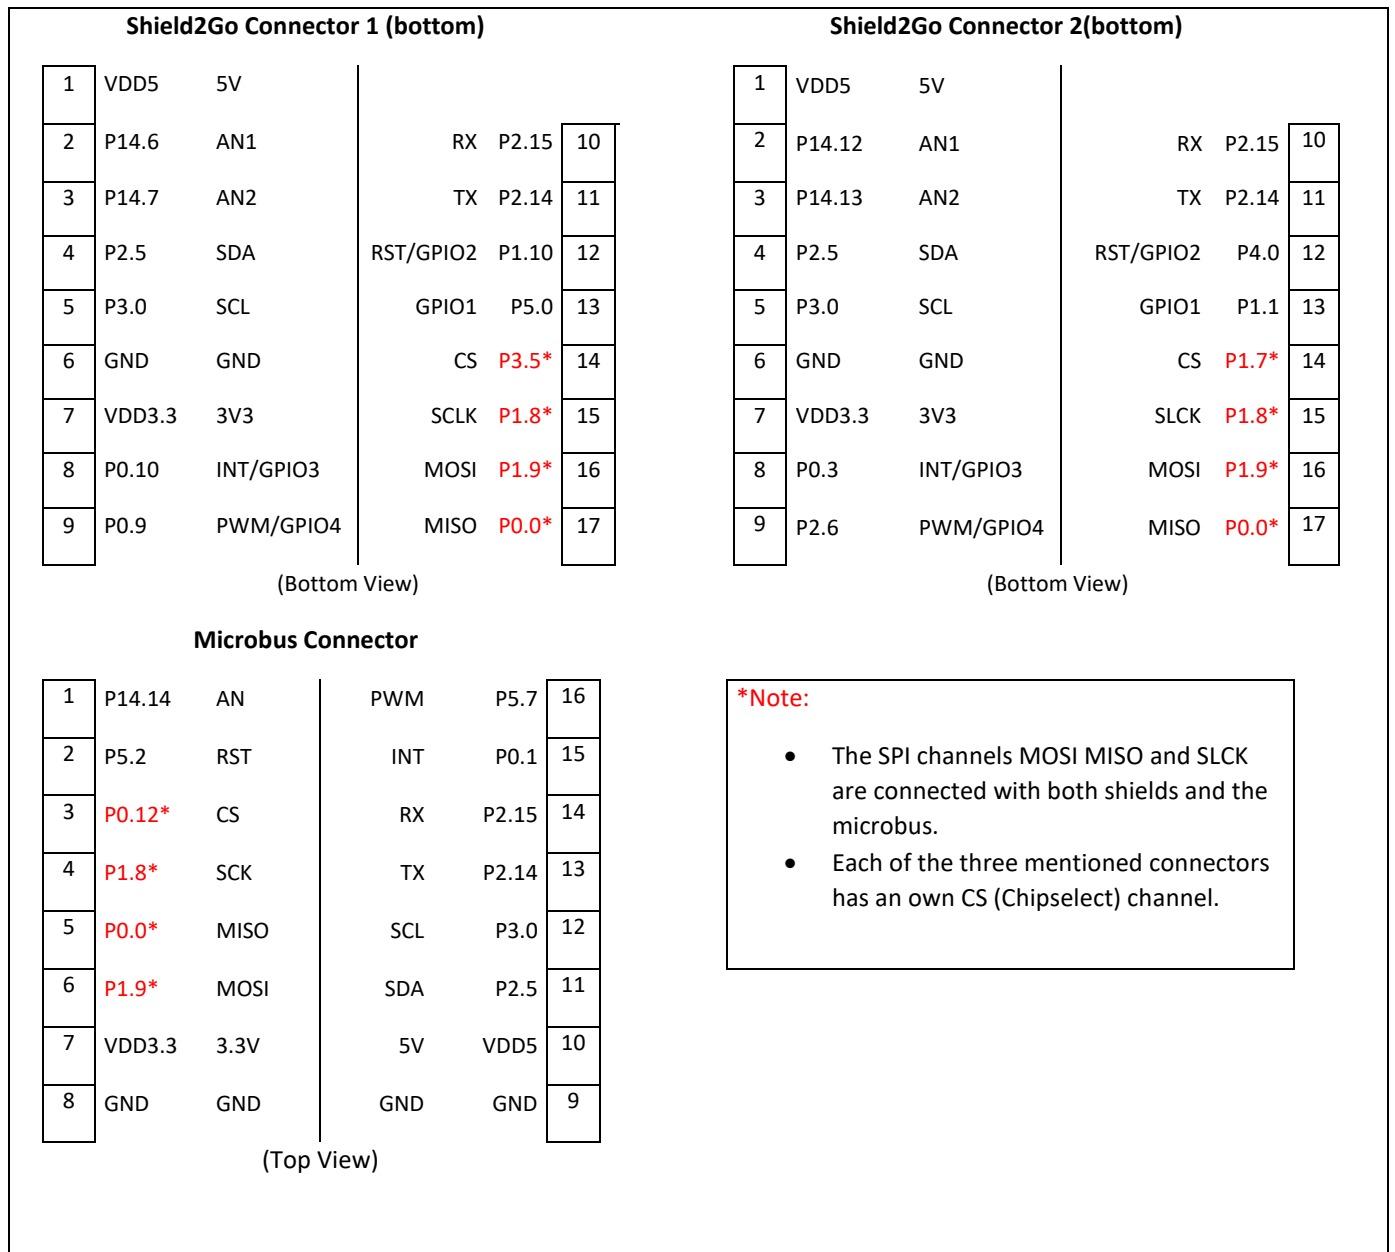 Shield2Go Connector 1 (bottom)
1 VDD5 5V
2 P14.6 AN1 RX P2.15 10
3 P14.7 AN2 TX P2.14 11
4 P2.5 SDA RST/GPIO2 P1.10 12
5 P3.0 SCL GPIO1 P5.0 13
6 GND GND CS P3.5* 14
7 VDD3.3 3V3 SCLK P1.8* 15
8 P0.10 INT/GPIO3 MOSI P1.9* 16
9 P0.9 PWM/GPIO4 MISO P0.0* 17
(Bottom View)
Shield2Go Connector 2(bottom)
1 VDD5 5V
2 P14.12 AN1 RX P2.15 10
3 P14.13 AN2 TX P2.14 11
4 P2.5 SDA RST/GPIO2 P4.0 12
5 P3.0 SCL GPIO1 P1.1 13
6 GND GND CS P1.7* 14
7 VDD3.3 3V3 SLCK P1.8* 15
8 P0.3 INT/GPIO3 MOSI P1.9* 16
9 P2.6 PWM/GPIO4 MISO P0.0* 17
(Bottom View)
Microbus Connector
1 P14.14 AN PWM P5.7 16
2 P5.2 RST INT P0.1 15
3 P0.12* CS RX P2.15 14
4 P1.8* SCK TX P2.14 13
5 P0.0* MISO SCL P3.0 12
6 P1.9* MOSI SDA P2.5 11
7 VDD3.3 3.3V 5V VDD5 10
8 GND GND GND GND 9
(Top View)
*Note:
• The SPI channels MOSI MISO and SLCK
are connected with both shields and the
microbus.
• Each of the three mentioned connectors
has an own CS (Chipselect) channel.